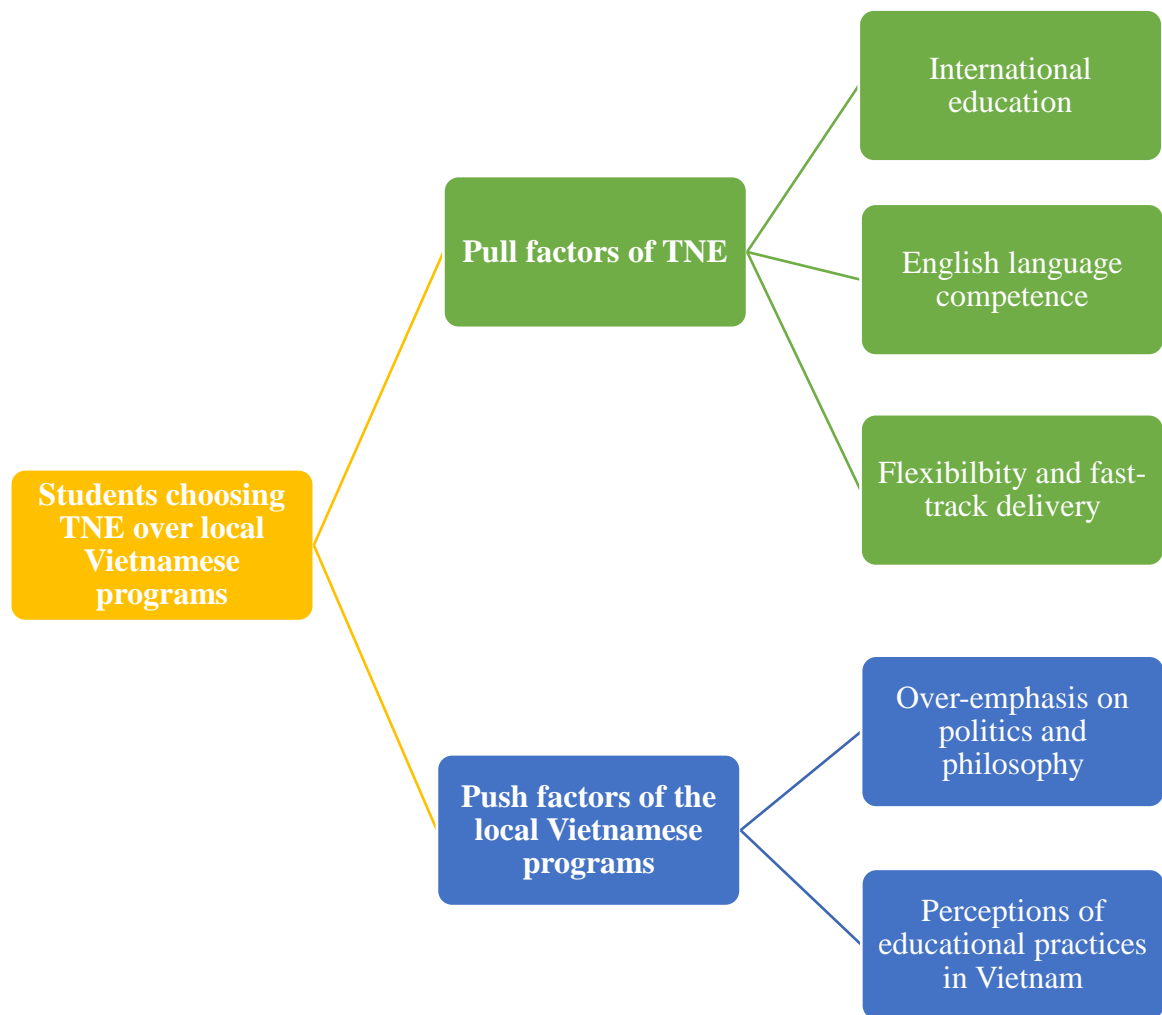 International
education
Pull factors of TNE
English language
competence
Flexibilbity and fast-
track delivery
Students choosing
TNE over local
Vietnamese
programs
Over-emphasis on
politics and
philosophy
Push factors of the
local Vietnamese
programs
Perceptions of
educational practices
in Vietnam